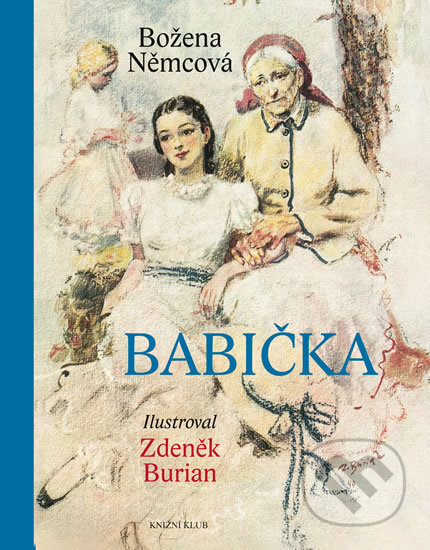 Božena
Němcová
BABIČKA
Ilustroval
Zdeněk
Burian
KNIŽNÍ KLUB